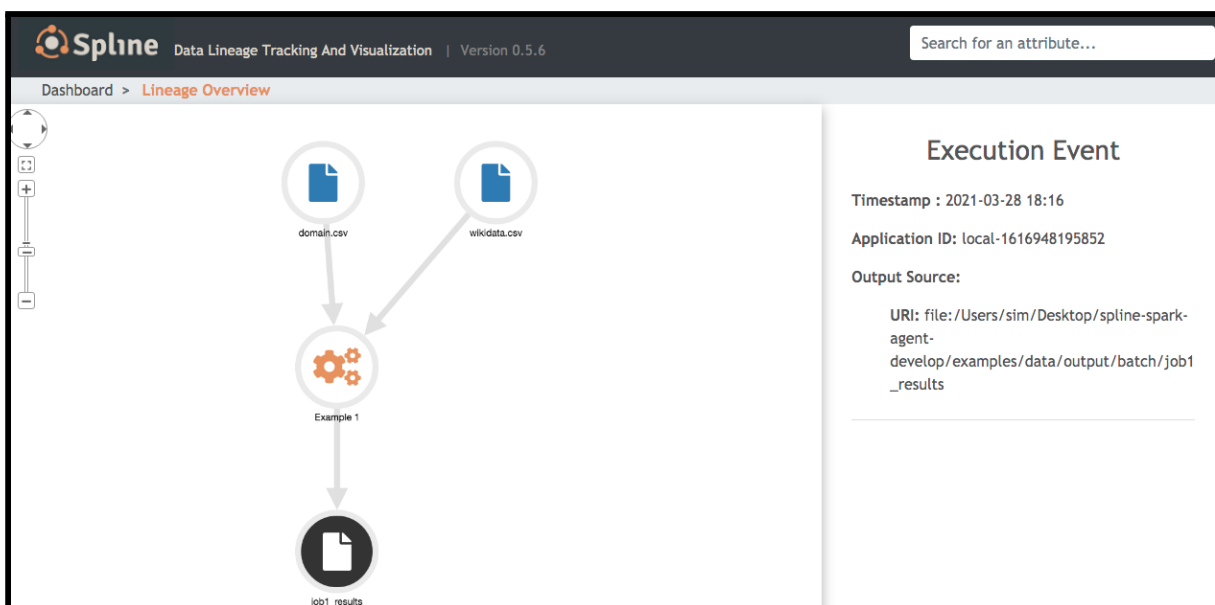 Spline Data Lineage Tracking And Visualization | Version 0.5.6
Search for an attribute...
Dashboard > Lineage Overview
domain.csv
wikidata.csv
Example 1
job1_results
Execution Event
Timestamp : 2021-03-28 18:16
Application ID: local-1616948195852
Output Source:
URI: file:/Users/sim/Desktop/spline-spark-
agent-
develop/examples/data/output/batch/job1
_results